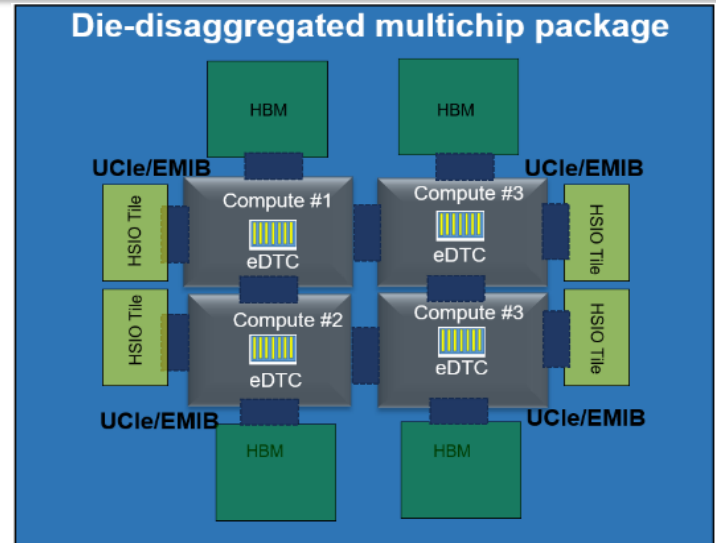 Die-disaggregated multichip package
HBM
HBM
UCIe/EMIB
UCIe/EMIB
HSIO Tile
Compute #1
eDTC
Compute #3
eDTC
HSIO Tile
HSIO Tile
Compute #2
eDTC
Compute #3
eDTC
HSIO Tile
UCIe/EMIB
UCIe/EMIB
HBM
HBM